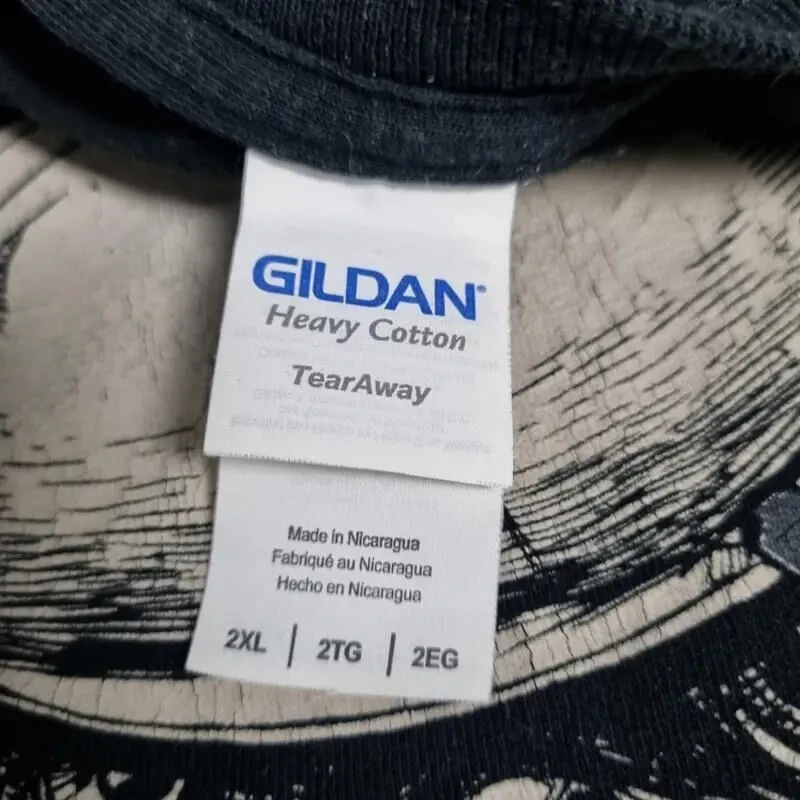 GILDAN®
Heavy Cotton
TearAway
Made in Nicaragua
Fabriqué au Nicaragua
Hecho en Nicaragua
2XL | 2TG | 2EG